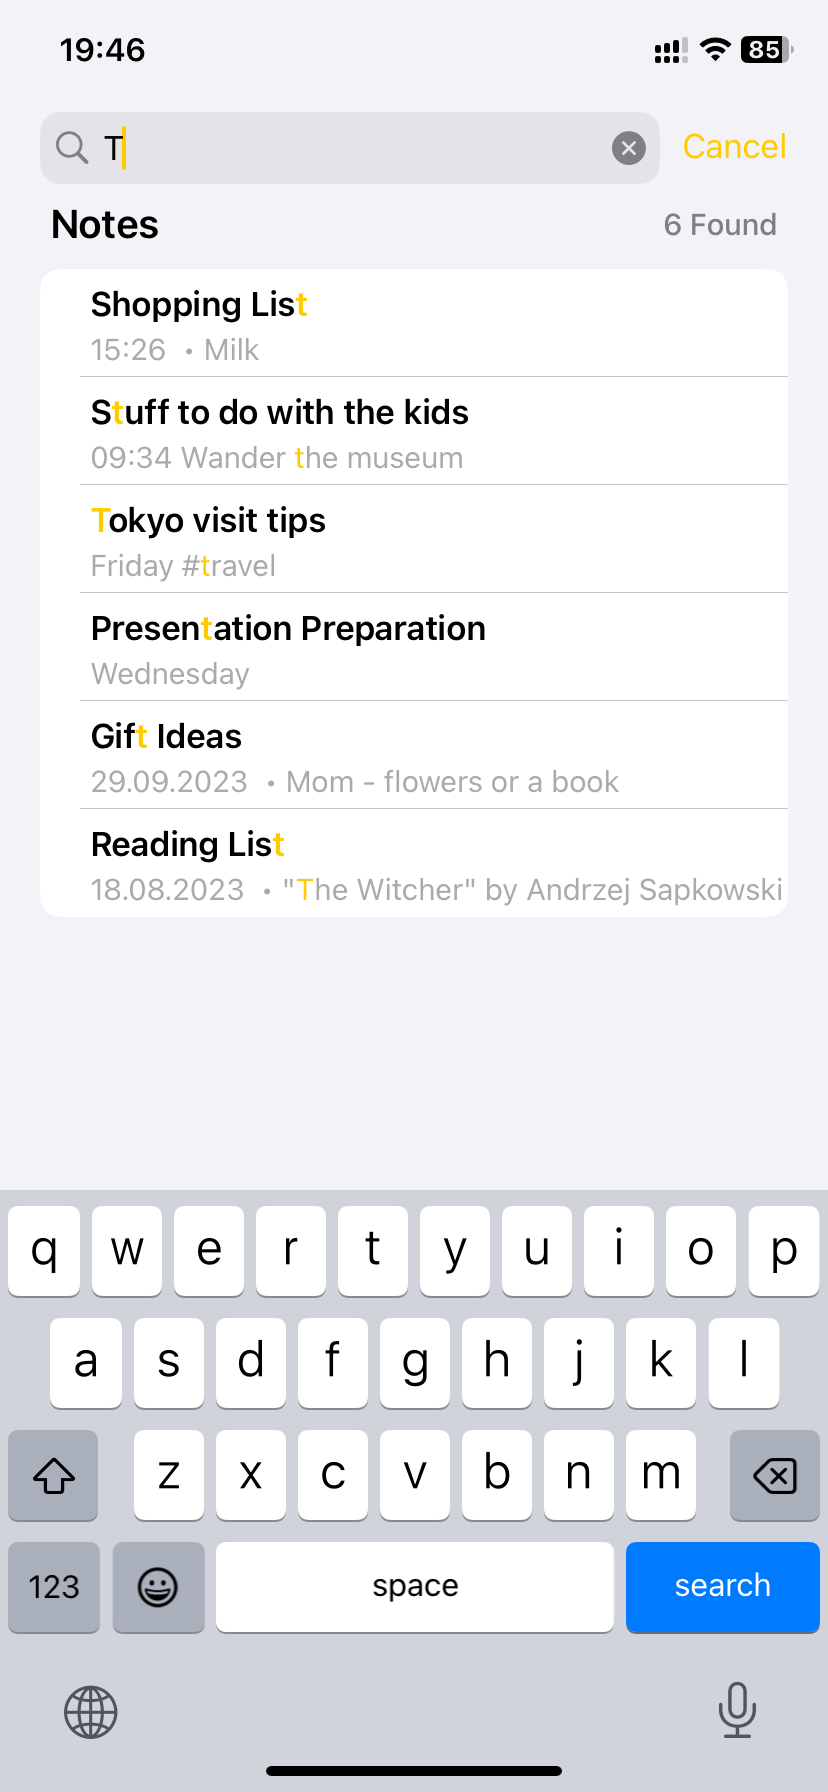 19:46 85
T Cancel
Notes 6 Found
Shopping List
15:26 • Milk
Stuff to do with the kids
09:34 Wander the museum
Tokyo visit tips
Friday #travel
Presentation Preparation
Wednesday
Gift Ideas
29.09.2023 • Mom - flowers or a book
Reading List
18.08.2023 • "The Witcher" by Andrzej Sapkowski
q w e r t y u i o p
a s d f g h j k l
z x c v b n m
123 space search